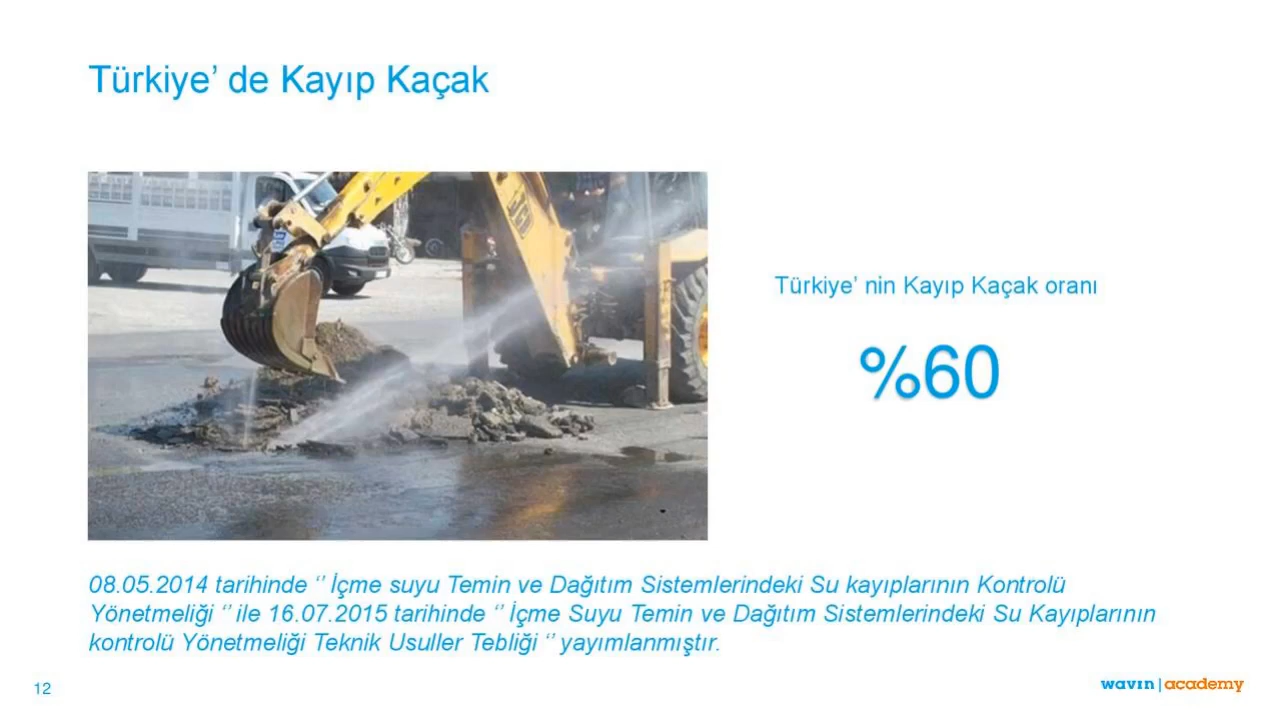 Türkiye’ de Kayıp Kaçak
JCB
Türkiye’ nin Kayıp Kaçak oranı
%60
08.05.2014 tarihinde ‘’ İçme suyu Temin ve Dağıtım Sistemlerindeki Su kayıplarının Kontrolü
Yönetmeliği ‘’ ile 16.07.2015 tarihinde ‘’ İçme Suyu Temin ve Dağıtım Sistemlerindeki Su Kayıplarının
kontrolü Yönetmeliği Teknik Usuller Tebliği ‘’ yayımlanmıştır.
12
wavın|academy